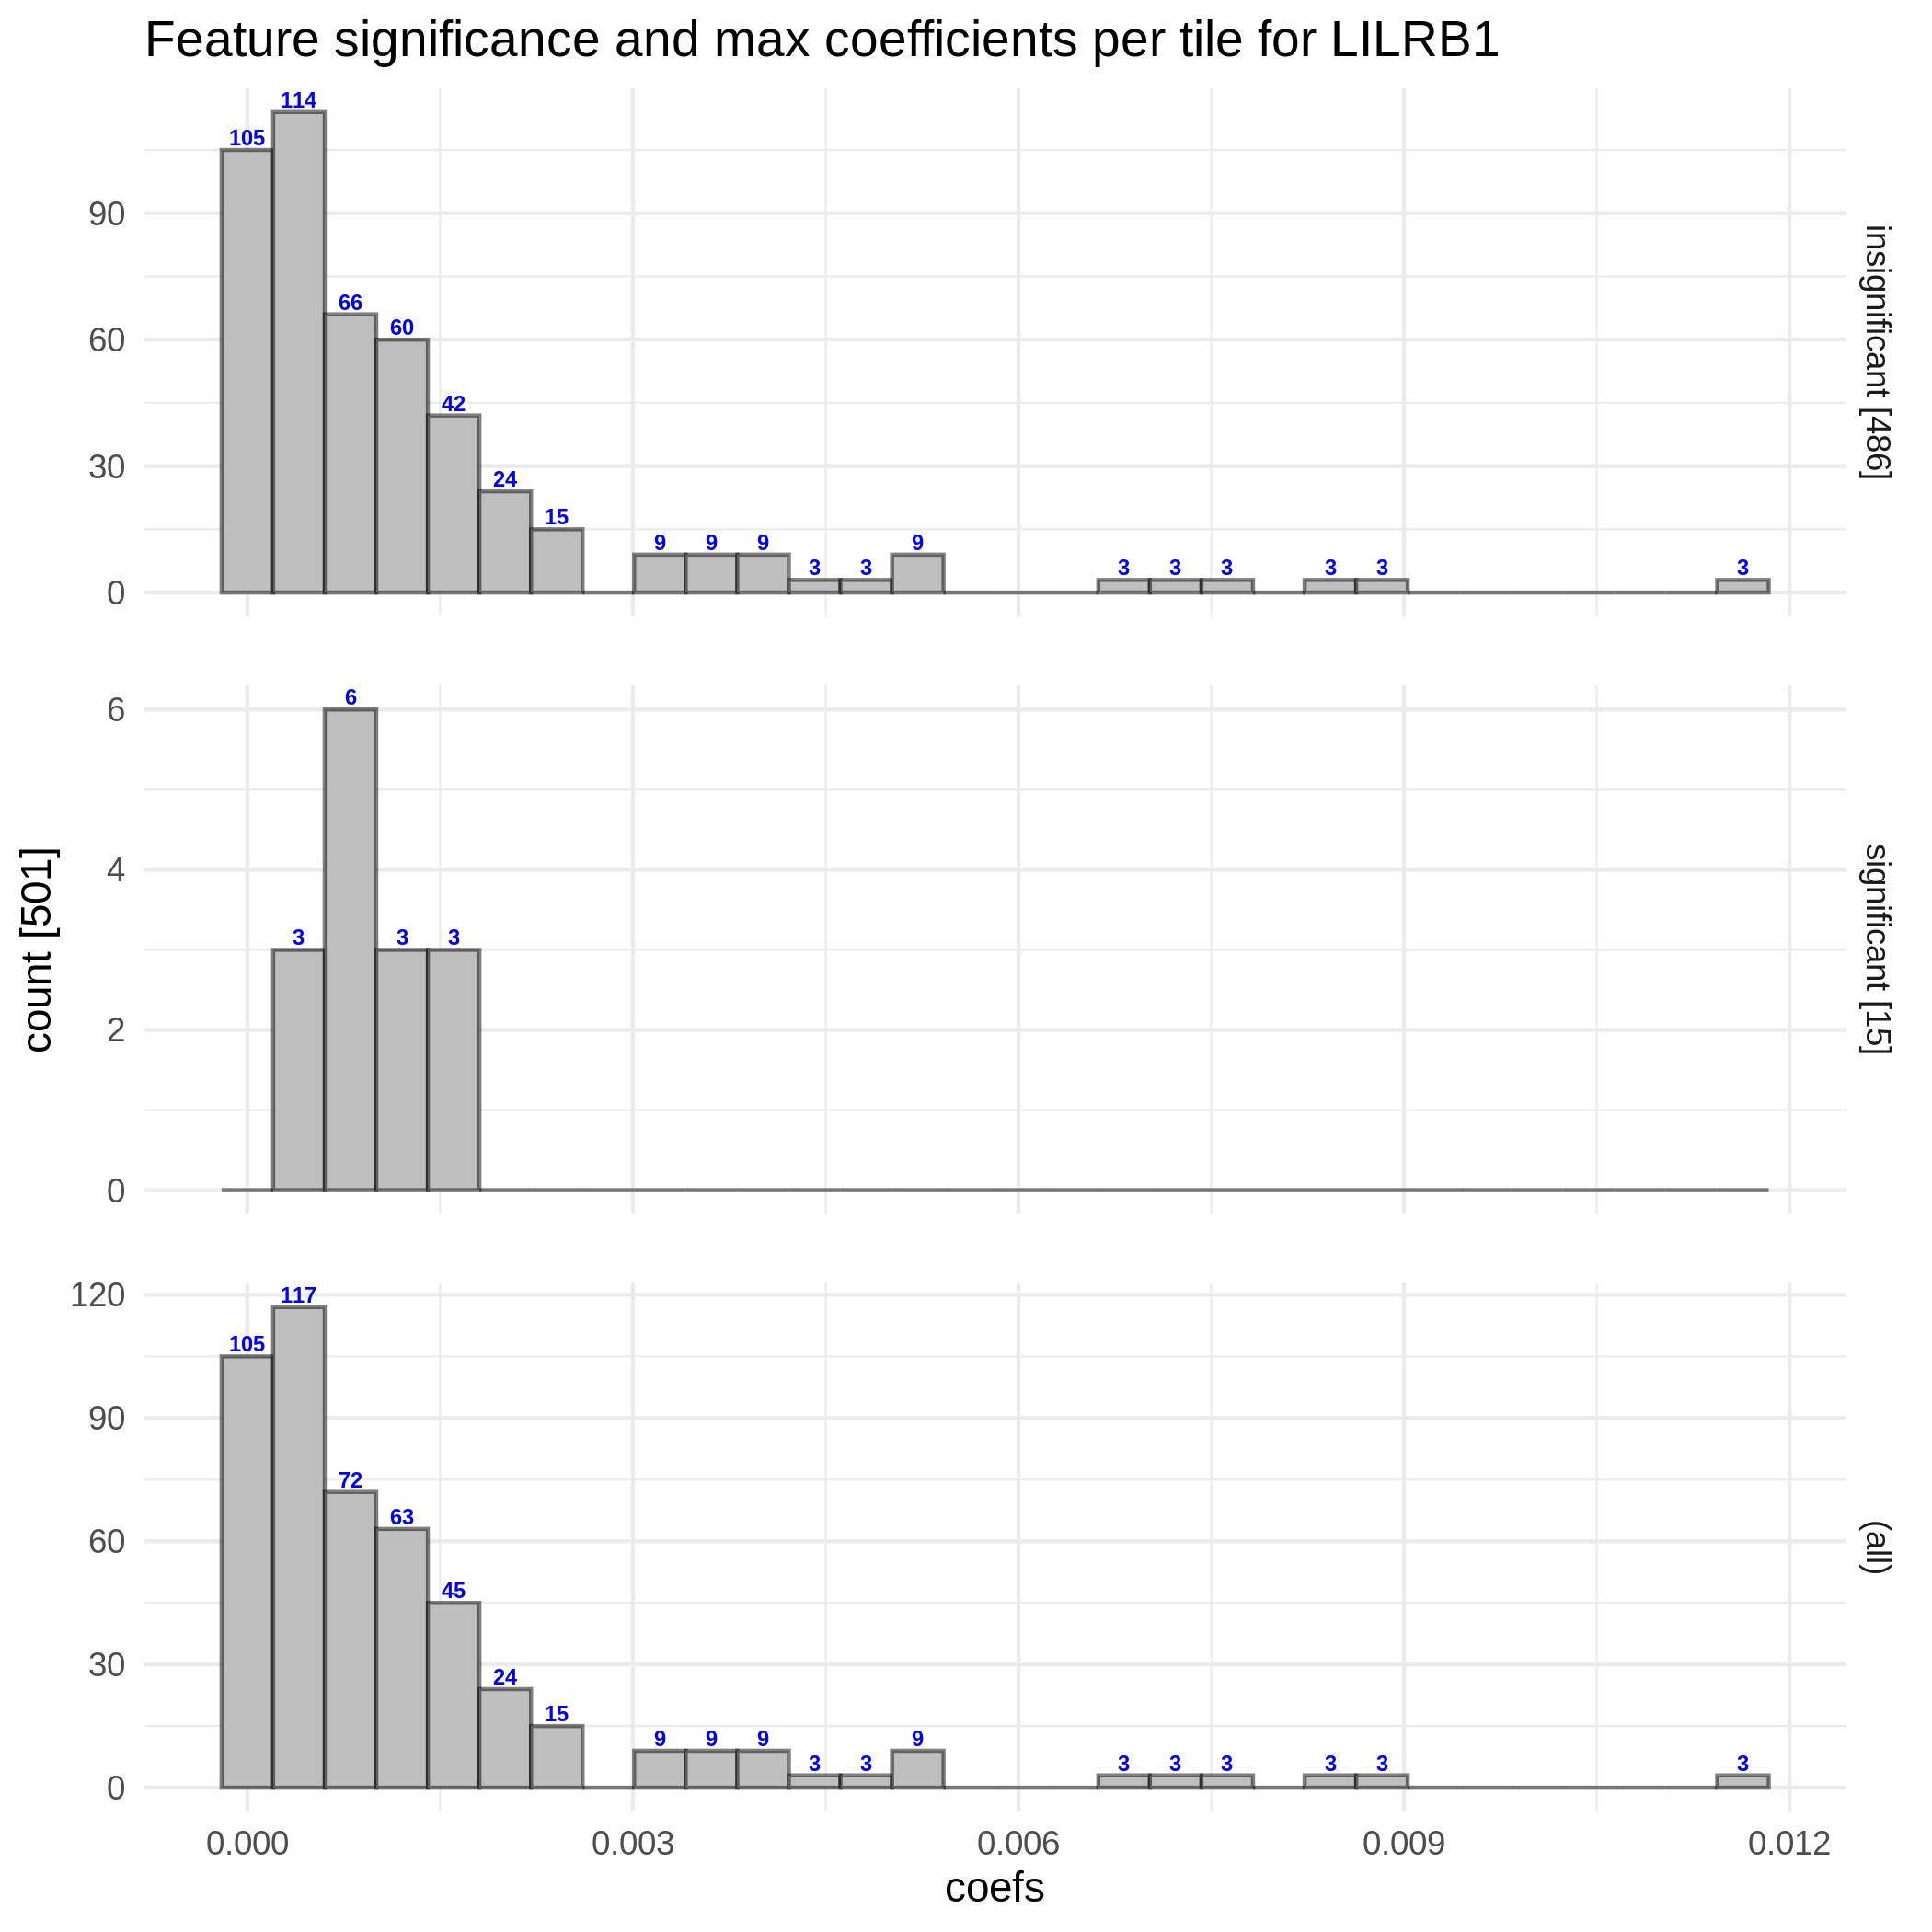 Feature significance and max coefficients per tile for LILRB1
105 114 66 60 42 24 15 9 9 9 3 3 9 3 3 3 3 3 3
90
60
30
0
insignificant [486]
3 6 3 3
6
4
2
0
significant [15]
count [501]
105 117 72 63 45 24 15 9 9 9 3 3 9 3 3 3 3 3 3
120
90
60
30
0
(all)
0.000 0.003 0.006 0.009 0.012
coefs